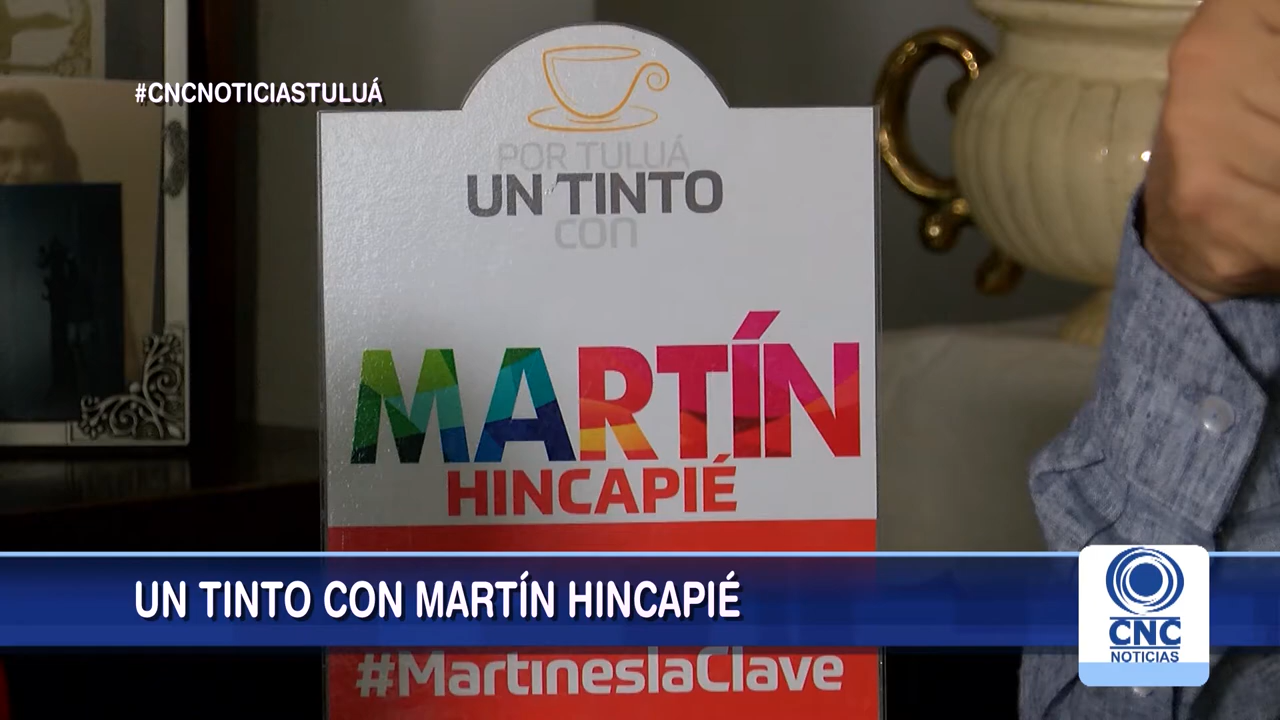 #CNCNOTICIASTULUÁ
POR TULUÁ
UN TINTO
CON
MARTÍN
HINCAPIÉ
UN TINTO CON MARTÍN HINCAPIÉ
CNC
NOTICIAS
#MartineslaClave